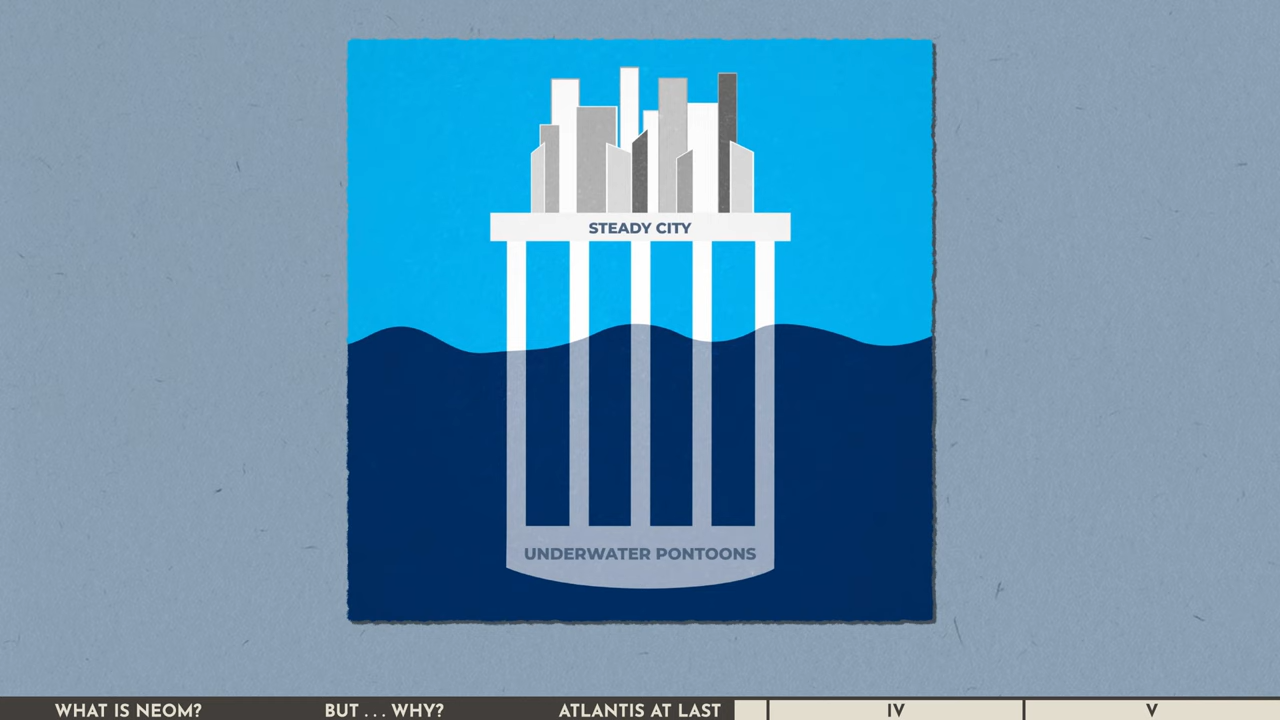 STEADY CITY
UNDERWATER PONTOONS
WHAT IS NEOM?
BUT . . . WHY?
ATLANTIS AT LAST
IV
V